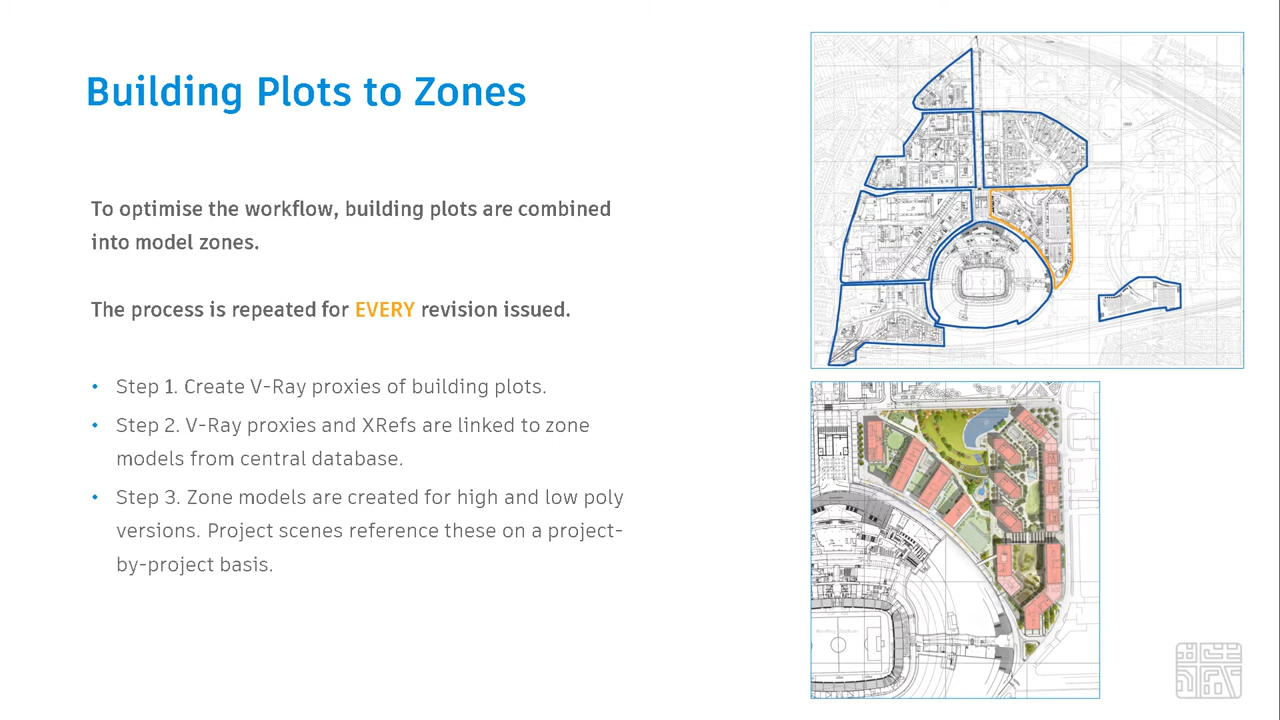 Building Plots to Zones
To optimise the workflow, building plots are combined
into model zones.
The process is repeated for EVERY revision issued.
• Step 1. Create V-Ray proxies of building plots.
• Step 2. V-Ray proxies and XRefs are linked to zone
models from central database.
• Step 3. Zone models are created for high and low poly
versions. Project scenes reference these on a project-
by-project basis.